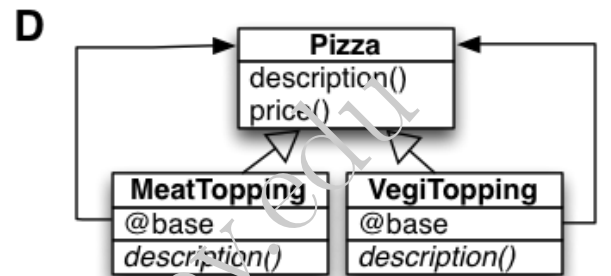 D
Pizza
description()
price()
MeatTopping
@base
description()
VegiTopping
@base
description()